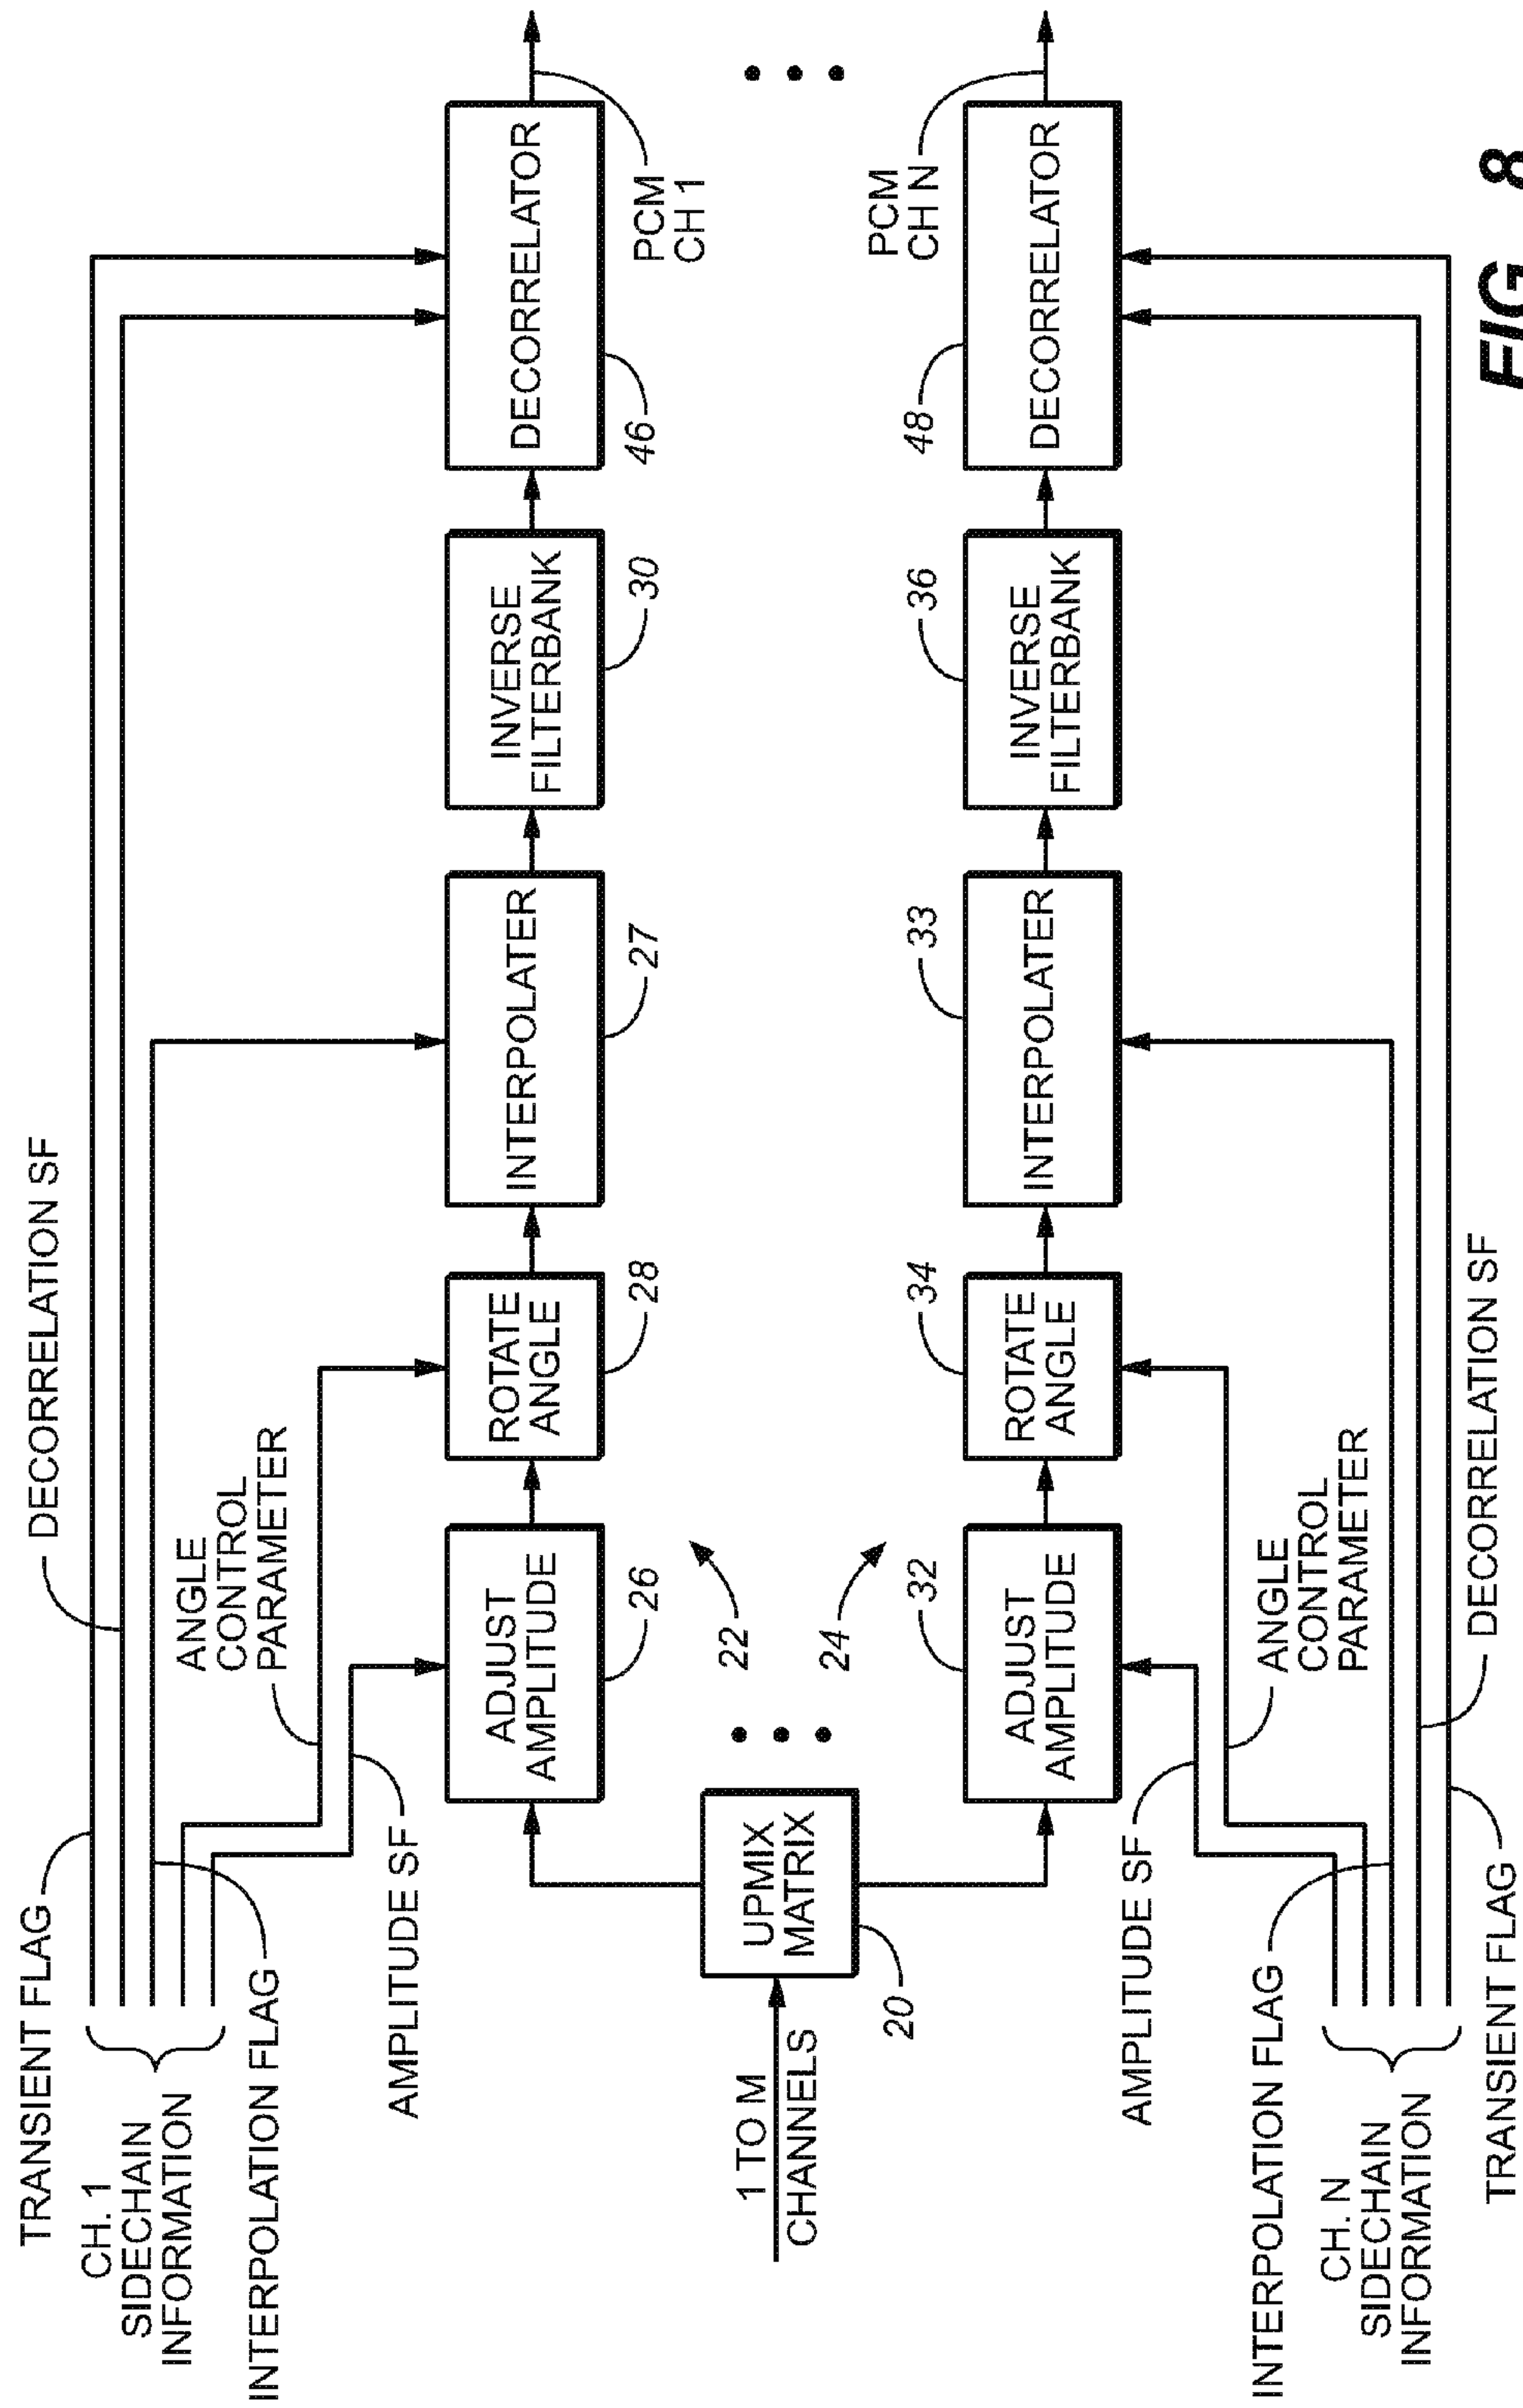 TRANSIENT FLAG
DECORRELATION SF
CH. 1
SIDECHAIN
INFORMATION
INTERPOLATION FLAG
ANGLE
CONTROL
PARAMETER
AMPLITUDE SF
ADJUST
AMPLITUDE
26
ROTATE
ANGLE
28
INTERPOLATER
27
INVERSE
FILTERBANK
30
DECORRELATOR
46
PCM
CH 1
1 TO M
CHANNELS
UPMIX
MATRIX
20
22
24
ADJUST
AMPLITUDE
32
ROTATE
ANGLE
34
INTERPOLATER
33
INVERSE
FILTERBANK
36
DECORRELATOR
48
PCM
CH N
AMPLITUDE SF
ANGLE
CONTROL
PARAMETER
INTERPOLATION FLAG
CH. N
SIDECHAIN
INFORMATION
DECORRELATION SF
TRANSIENT FLAG
FIG_8